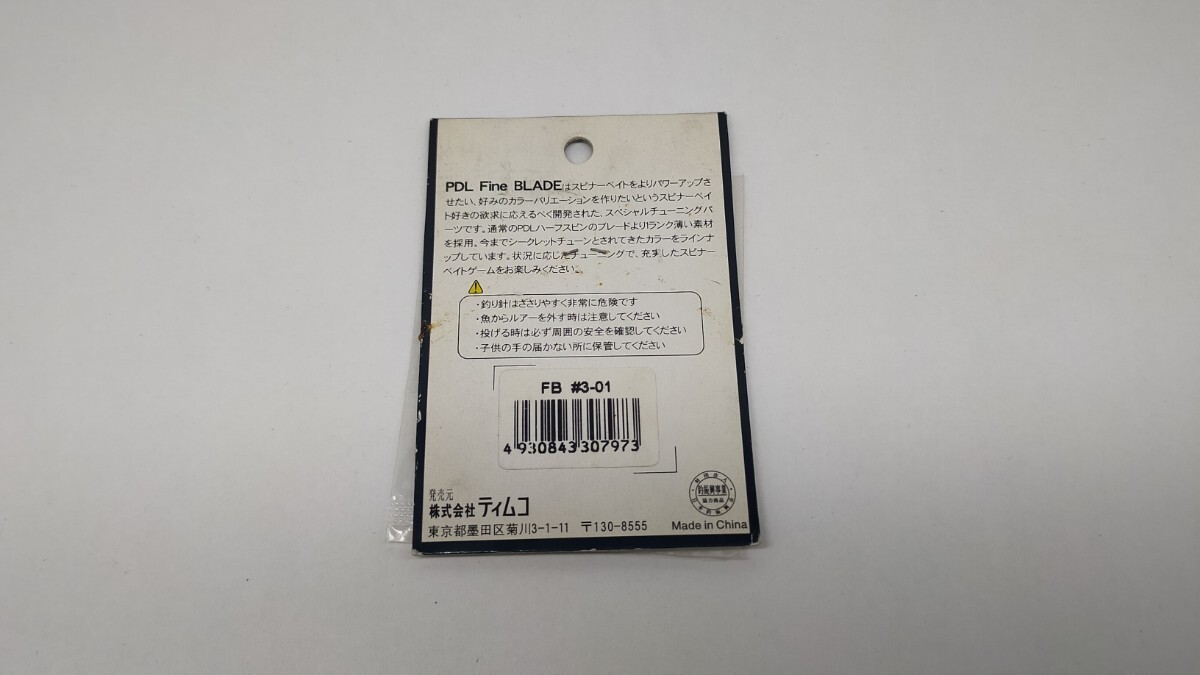 PDL Fine BLADEはスピナーベイトをよりパワーアップさ
せたい、好みのカラーバリエーションを作りたいというスピナーベイ
ト好きの欲求に応えるべく開発された、スペシャルチューニングパ
ーツです。通常のPDLハーフスピンのブレードより1ランク薄い素材
を採用。今までシークレットチューンとされてきたカラーをラインナ
ップしています。状況に応じたチューニングで、充実したスピナー
ベイトゲームをお楽しみください。
・釣り針はささりやすく非常に危険です
・魚からルアーを外す時は注意してください
・投げる時は必ず周囲の安全を確認してください
・子供の手の届かない所に保管してください
FB #3-01
4 930843 307973
発売元
株式会社 ティムコ
東京都墨田区菊川3-1-11 〒130-8555
釣振興事業
協力商品
Made in China